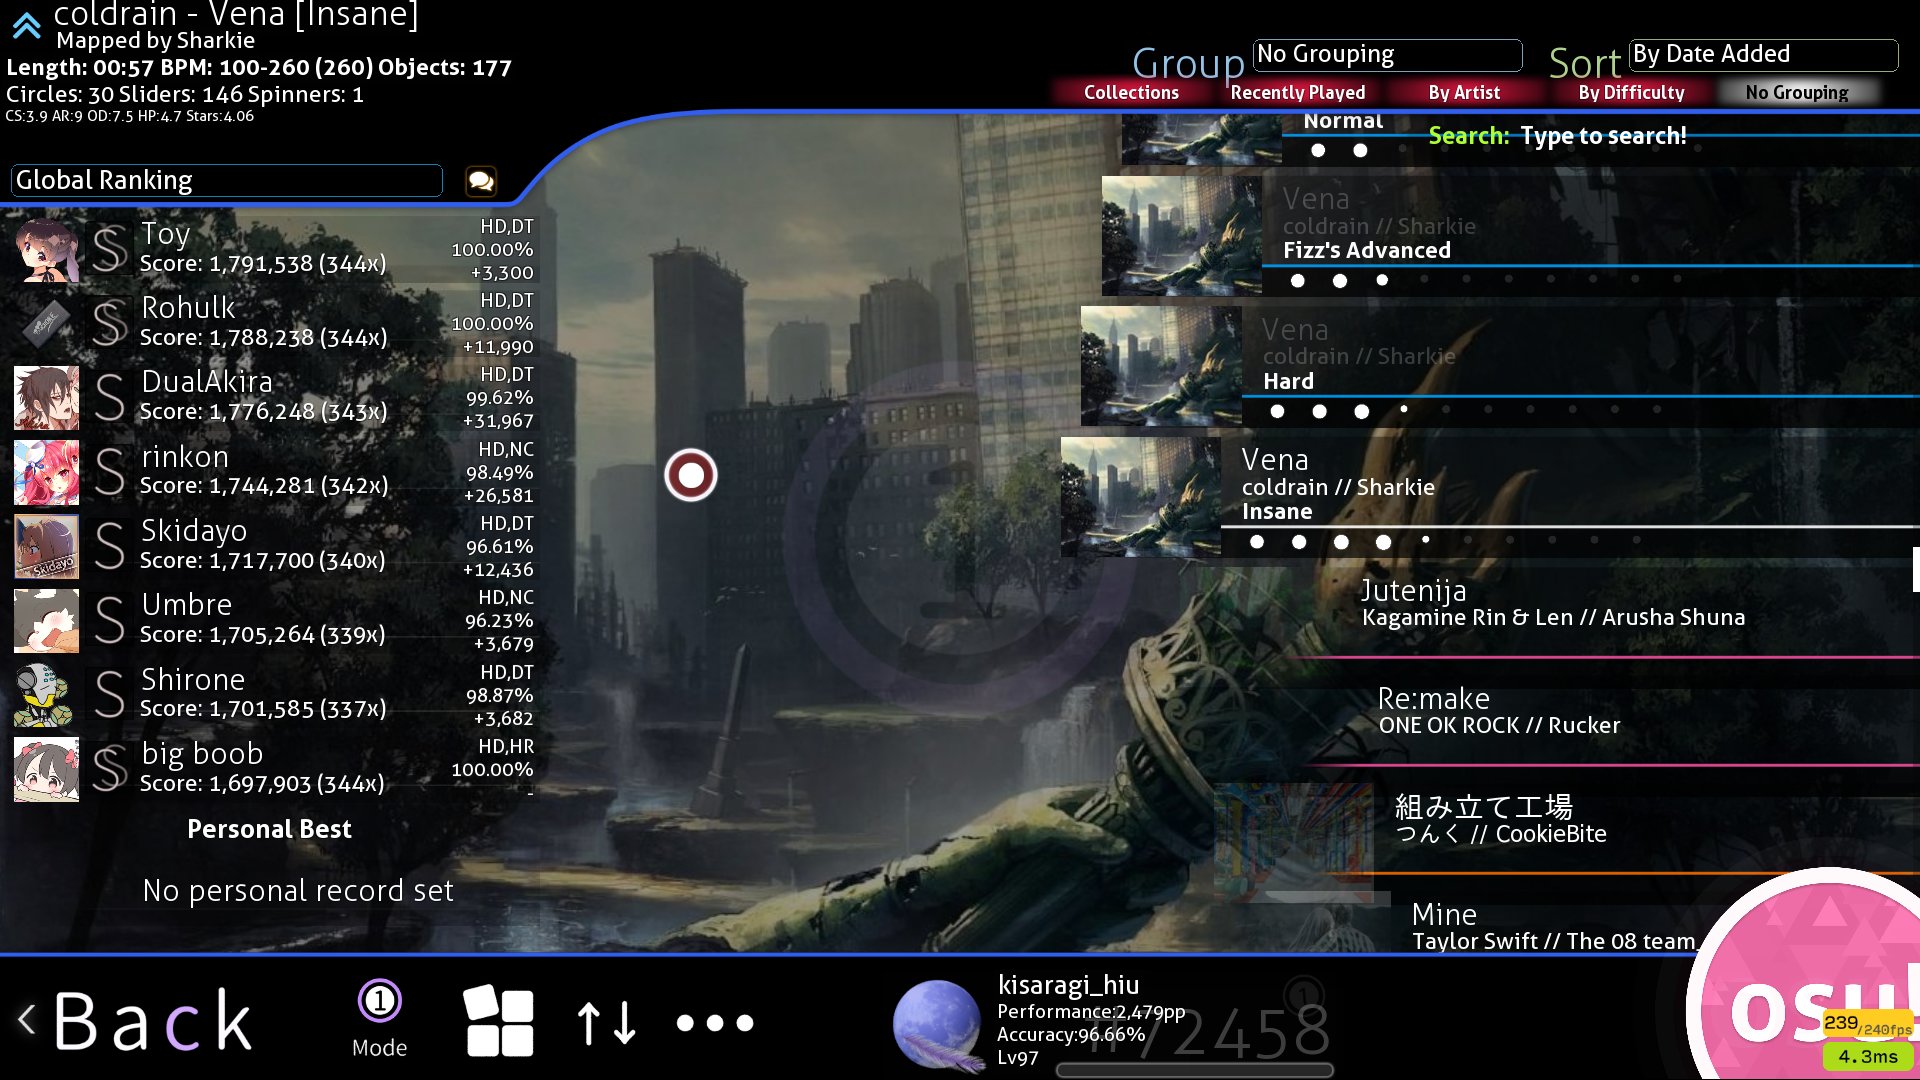 coldrain - Vena [Insane]
Mapped by Sharkie
Length: 00:57 BPM: 100-260 (260) Objects: 177
Circles: 30 Sliders: 146 Spinners: 1
CS:3.9 AR:9 OD:7.5 HP:4.7 Stars:4.06
Group
No Grouping
Sort
By Date Added
Collections
Recently Played
By Artist
By Difficulty
No Grouping
Search: Type to search!
Global Ranking
S
Toy
Score: 1,791,538 (344x)
HD,DT
100.00%
+3,300
S
Rohulk
Score: 1,788,238 (344x)
HD,DT
100.00%
+11,990
S
DualAkira
Score: 1,776,248 (343x)
HD,DT
99.62%
+31,967
S
rinkon
Score: 1,744,281 (342x)
HD,NC
98.49%
+26,581
Skidayo
S
Skidayo
Score: 1,717,700 (340x)
HD,DT
96.61%
+12,436
S
Umbre
Score: 1,705,264 (339x)
HD,NC
96.23%
+3,679
S
Shirone
Score: 1,701,585 (337x)
HD,DT
98.87%
+3,682
S
big boob
Score: 1,697,903 (344x)
HD,HR
100.00%
-
Personal Best
No personal record set
Normal
Vena
coldrain // Sharkie
Fizz's Advanced
Vena
coldrain // Sharkie
Hard
Vena
coldrain // Sharkie
Insane
Jutenija
Kagamine Rin & Len // Arusha Shuna
Re:make
ONE OK ROCK // Rucker
組み立て工場
つんく // CookieBite
Mine
Taylor Swift // The 08 team_
Back
1
Mode
kisaragi_hiu
Performance:2,479pp
Accuracy:96.66%
Lv97
#72458
1
osu!
239/240fps
4.3ms